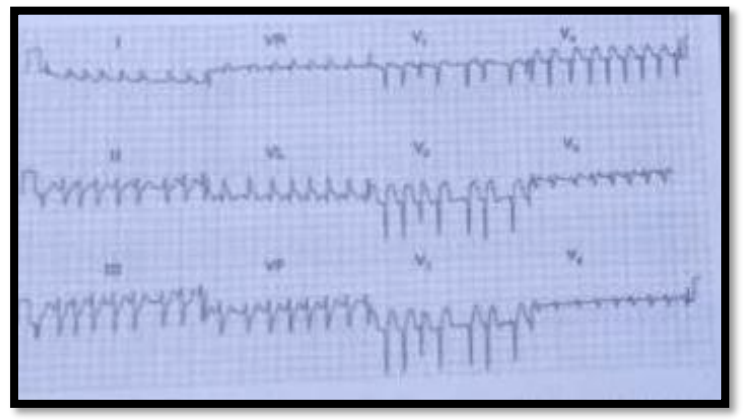 I VR V₁ V₄
II VL V₂ V₅
III VF V₃ V₆